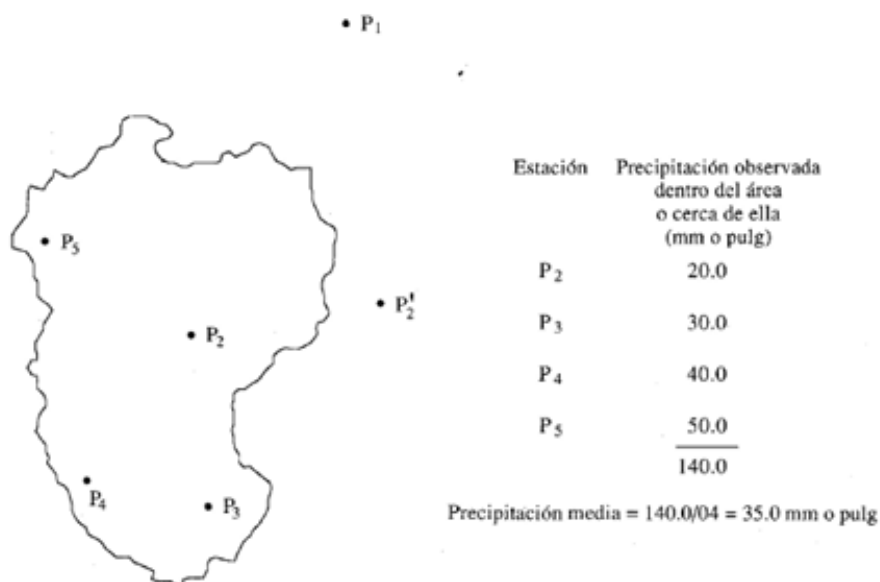 P1
P5
P2'
P2
P4
P3
Estación Precipitación observada
dentro del área
o cerca de ella
(mm o pulg)
P2 20.0
P3 30.0
P4 40.0
P5 50.0
140.0
Precipitación media = 140.0/04 = 35.0 mm o pulg